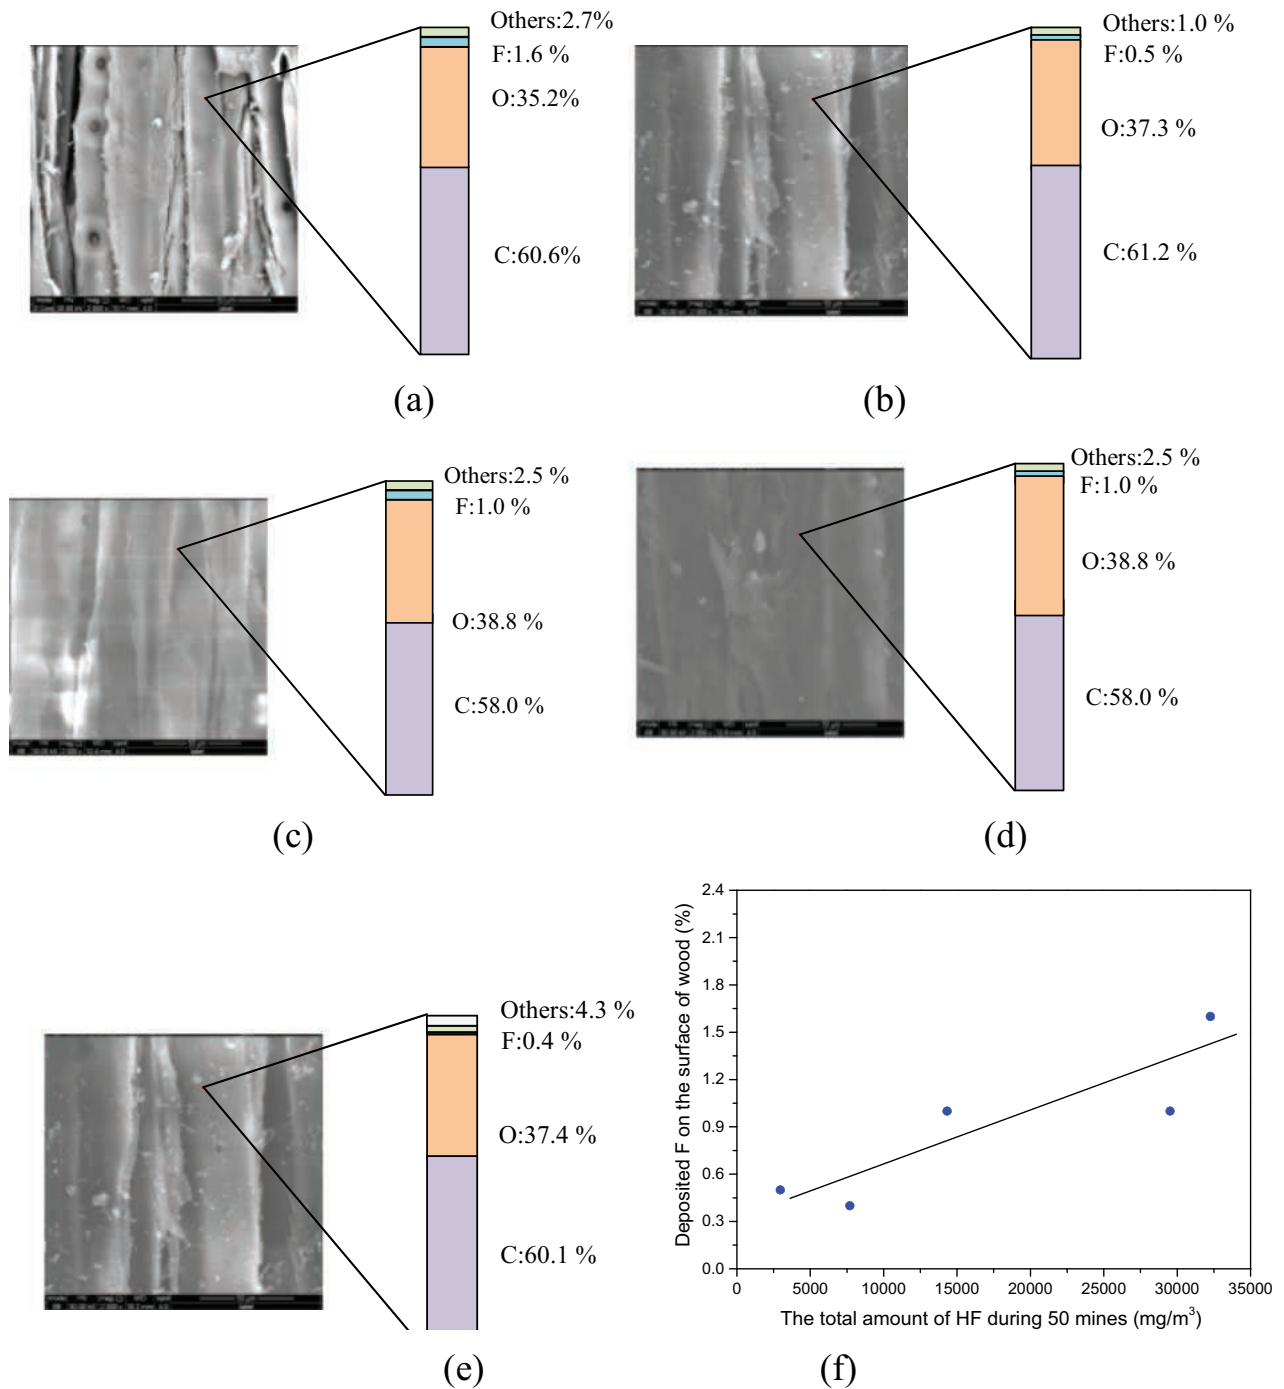 Others:2.7%
F:1.6 %
O:35.2%
C:60.6%
(a)
Others:1.0 %
F:0.5 %
O:37.3 %
C:61.2 %
(b)
Others:2.5 %
F:1.0 %
O:38.8 %
C:58.0 %
(c)
Others:2.5 %
F:1.0 %
O:38.8 %
C:58.0 %
(d)
Others:4.3 %
F:0.4 %
O:37.4 %
C:60.1 %
(e)
Deposited F on the surface of wood (%)
2.4
2.1
1.8
1.5
1.2
0.9
0.6
0.3
0.0
0 5000 10000 15000 20000 25000 30000 35000
The total amount of HF during 50 mines (mg/m³)
(f)